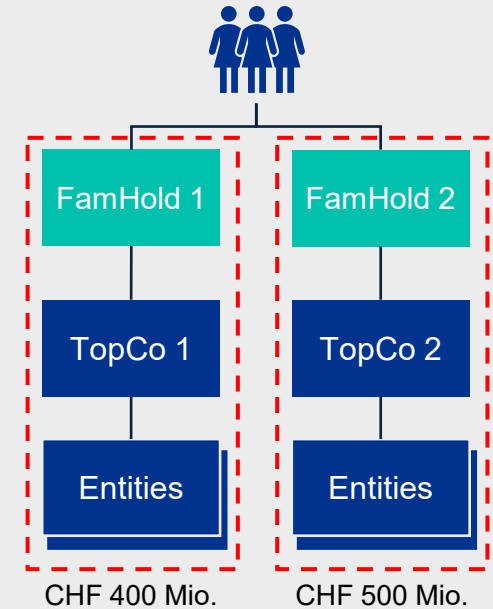 FamHold 1
FamHold 2
TopCo 1
TopCo 2
Entities
Entities
CHF 400 Mio.
CHF 500 Mio.